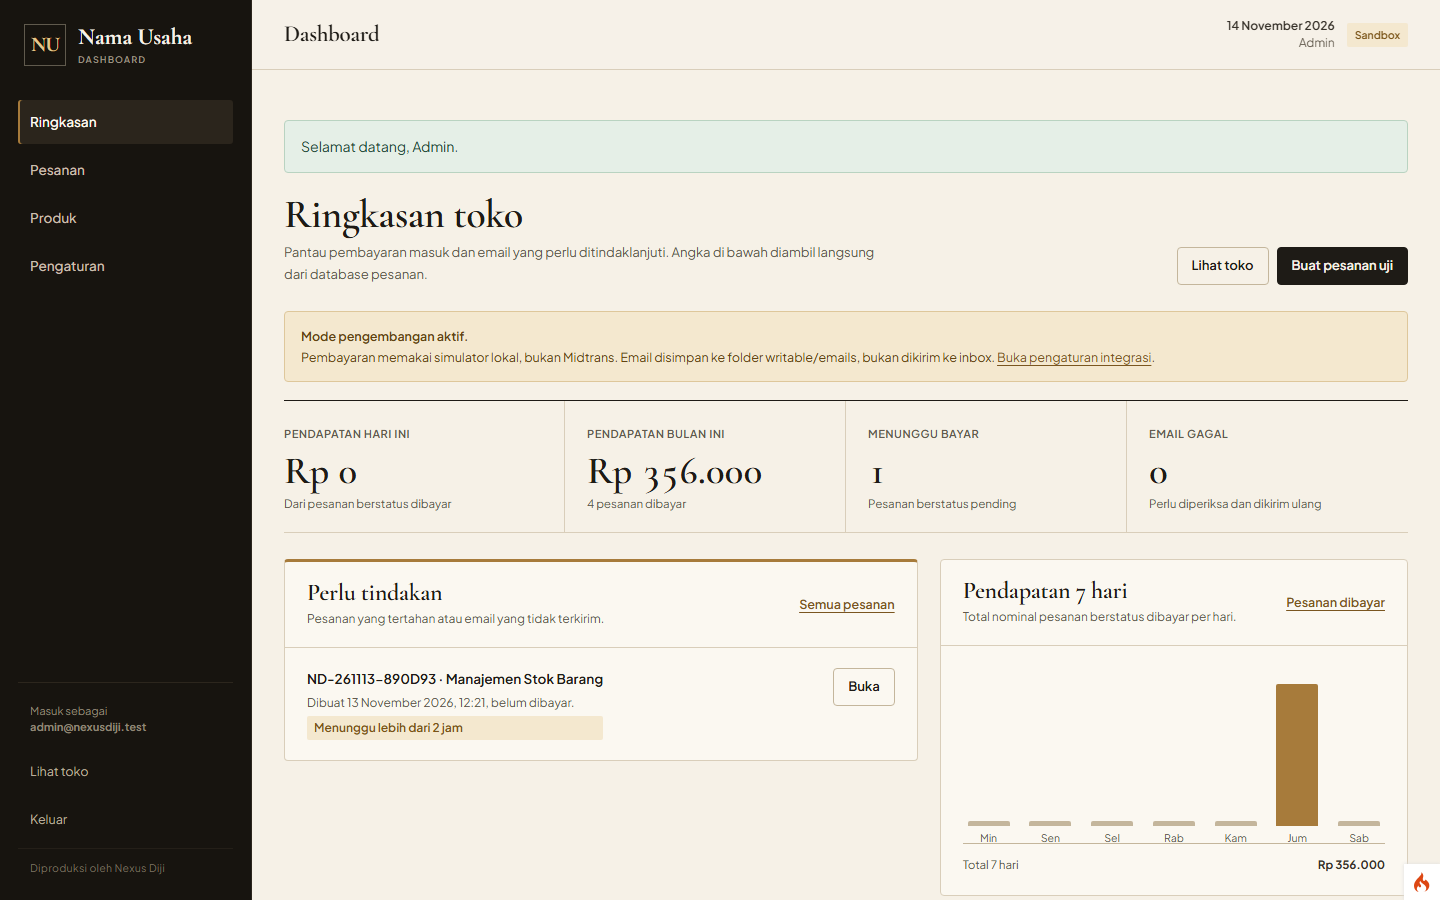 NU
Nama Usaha
DASHBOARD
Ringkasan
Pesanan
Produk
Pengaturan
Masuk sebagai
admin@nexusdiji.test
Lihat toko
Keluar
Diproduksi oleh Nexus Diji
Dashboard
14 November 2026
Admin
Sandbox
Selamat datang, Admin.
Ringkasan toko
Pantau pembayaran masuk dan email yang perlu ditindaklanjuti. Angka di bawah diambil langsung
dari database pesanan.
Lihat toko
Buat pesanan uji
Mode pengembangan aktif.
Pembayaran memakai simulator lokal, bukan Midtrans. Email disimpan ke folder writable/emails, bukan dikirim ke inbox. Buka pengaturan integrasi.
PENDAPATAN HARI INI
Rp 0
Dari pesanan berstatus dibayar
PENDAPATAN BULAN INI
Rp 356.000
4 pesanan dibayar
MENUNGGU BAYAR
1
Pesanan berstatus pending
EMAIL GAGAL
0
Perlu diperiksa dan dikirim ulang
Perlu tindakan
Pesanan yang tertahan atau email yang tidak terkirim.
Semua pesanan
ND-261113-890D93 · Manajemen Stok Barang
Dibuat 13 November 2026, 12:21, belum dibayar.
Menunggu lebih dari 2 jam
Buka
Pendapatan 7 hari
Total nominal pesanan berstatus dibayar per hari.
Pesanan dibayar
Min Sen Sel Rab Kam Jum Sab
Total 7 hari
Rp 356.000